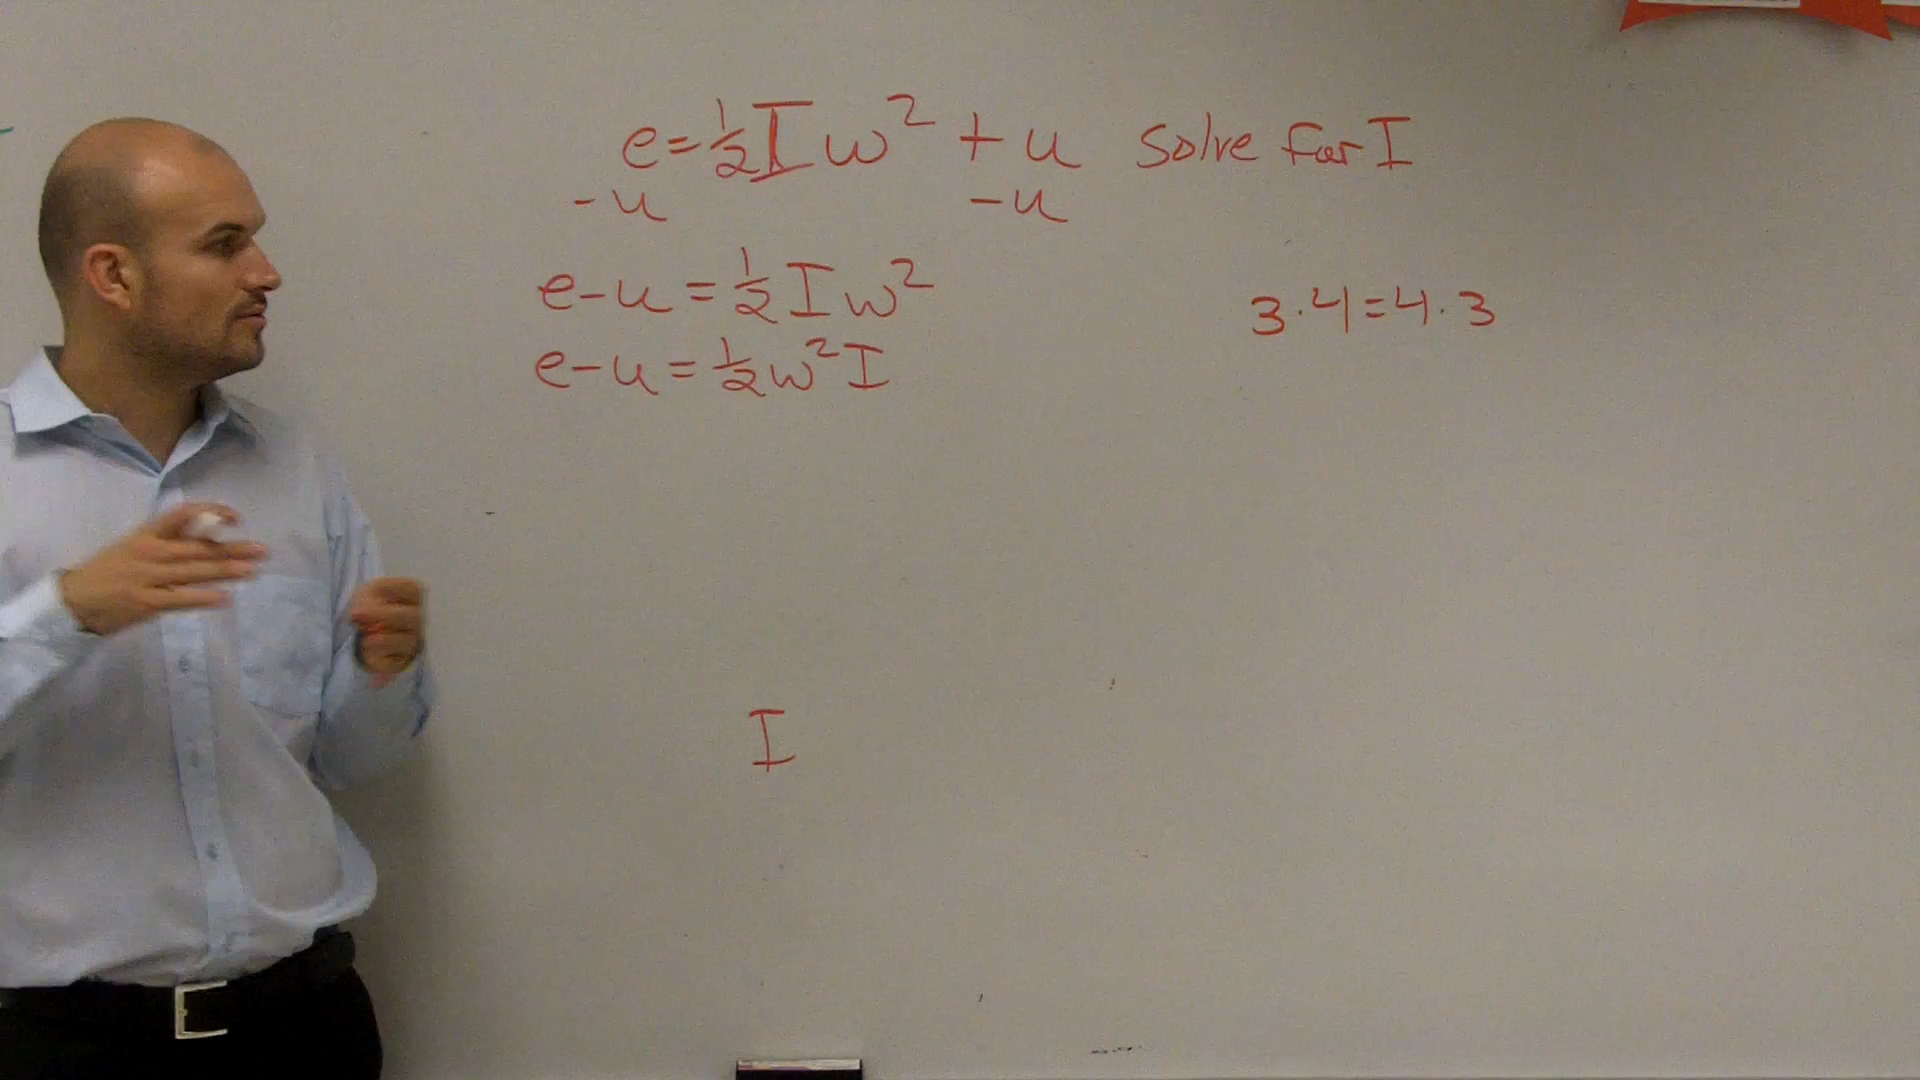 e=½Iw²+u solve for I
-u -u
e-u=½Iw²
3·4=4·3
e-u=½w²I
I